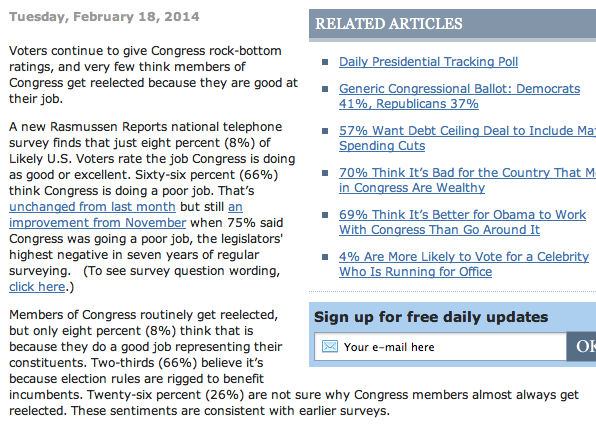 Tuesday, February 18, 2014
Voters continue to give Congress rock-bottom
ratings, and very few think members of
Congress get reelected because they are good at
their job.
A new Rasmussen Reports national telephone
survey finds that just eight percent (8%) of
Likely U.S. Voters rate the job Congress is doing
as good or excellent. Sixty-six percent (66%)
think Congress is doing a poor job. That's
unchanged from last month but still an
improvement from November when 75% said
Congress was going a poor job, the legislators'
highest negative in seven years of regular
surveying. (To see survey question wording,
click here.)
Members of Congress routinely get reelected,
but only eight percent (8%) think that is
because they do a good job representing their
constituents. Two-thirds (66%) believe it's
because election rules are rigged to benefit
incumbents. Twenty-six percent (26%) are not sure why Congress members almost always get
reelected. These sentiments are consistent with earlier surveys.
RELATED ARTICLES
Daily Presidential Tracking Poll
Generic Congressional Ballot: Democrats
41%, Republicans 37%
57% Want Debt Ceiling Deal to Include
Spending Cuts
70% Think It's Bad for the Country That
in Congress Are Wealthy
69% Think It's Better for Obama to Work
With Congress Than Go Around It
4% Are More Likely to Vote for a Celebrity
Who Is Running for Office
Sign up for free daily updates
Your e-mail here
OK